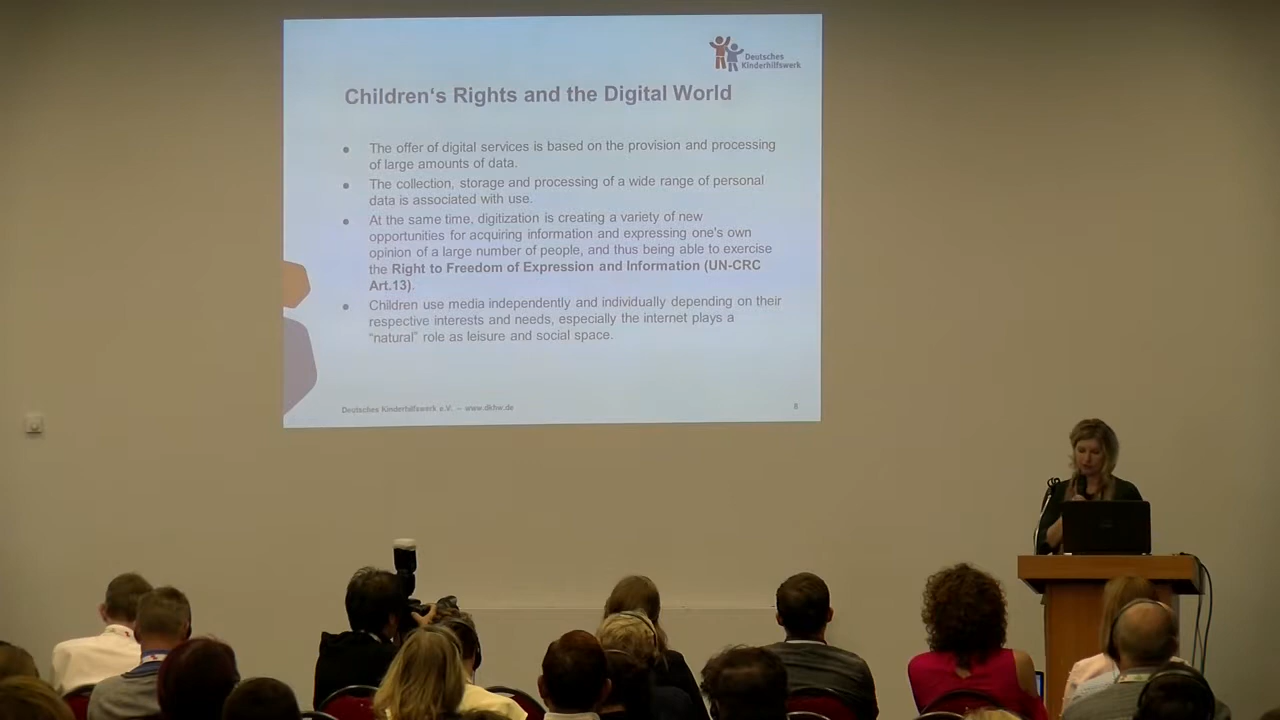 Deutsches
Kinderhilfswerk
Children‘s Rights and the Digital World
● The offer of digital services is based on the provision and processing
of large amounts of data.
● The collection, storage and processing of a wide range of personal
data is associated with use.
● At the same time, digitization is creating a variety of new
opportunities for acquiring information and expressing one's own
opinion of a large number of people, and thus being able to exercise
the Right to Freedom of Expression and Information (UN-CRC
Art.13).
● Children use media independently and individually depending on their
respective interests and needs, especially the internet plays a
“natural” role as leisure and social space.
Deutsches Kinderhilfswerk e.V. – www.dkhw.de
8